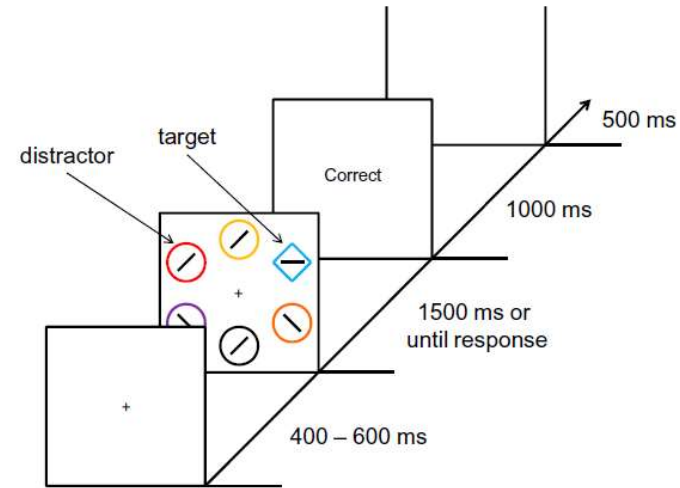 500 ms
target
distractor
Correct
1000 ms
1500 ms or
until response
+
+
400 – 600 ms